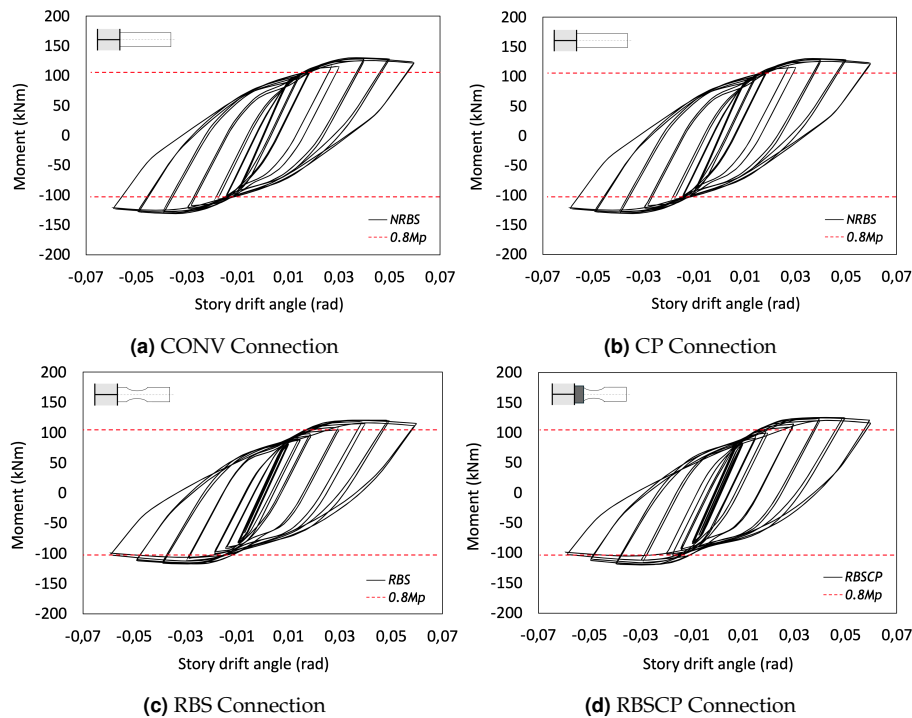 200
150
100
50
0
-50
-100
-150
-200
Moment (kNm)
NRBS
0.8Mp
-0,07 -0,05 -0,03 -0,01 0,01 0,03 0,05 0,07
Story drift angle (rad)
(a) CONV Connection
200
150
100
50
0
-50
-100
-150
-200
Moment (kNm)
NRBS
0.8Mp
-0,07 -0,05 -0,03 -0,01 0,01 0,03 0,05 0,07
Story drift angle (rad)
(b) CP Connection
200
150
100
50
0
-50
-100
-150
-200
Moment (kNm)
RBS
0.8Mp
-0,07 -0,05 -0,03 -0,01 0,01 0,03 0,05 0,07
Story drift angle (rad)
(c) RBS Connection
200
150
100
50
0
-50
-100
-150
-200
Moment (kNm)
RBSCP
0.8Mp
-0,07 -0,05 -0,03 -0,01 0,01 0,03 0,05 0,07
Story drift angle (rad)
(d) RBSCP Connection